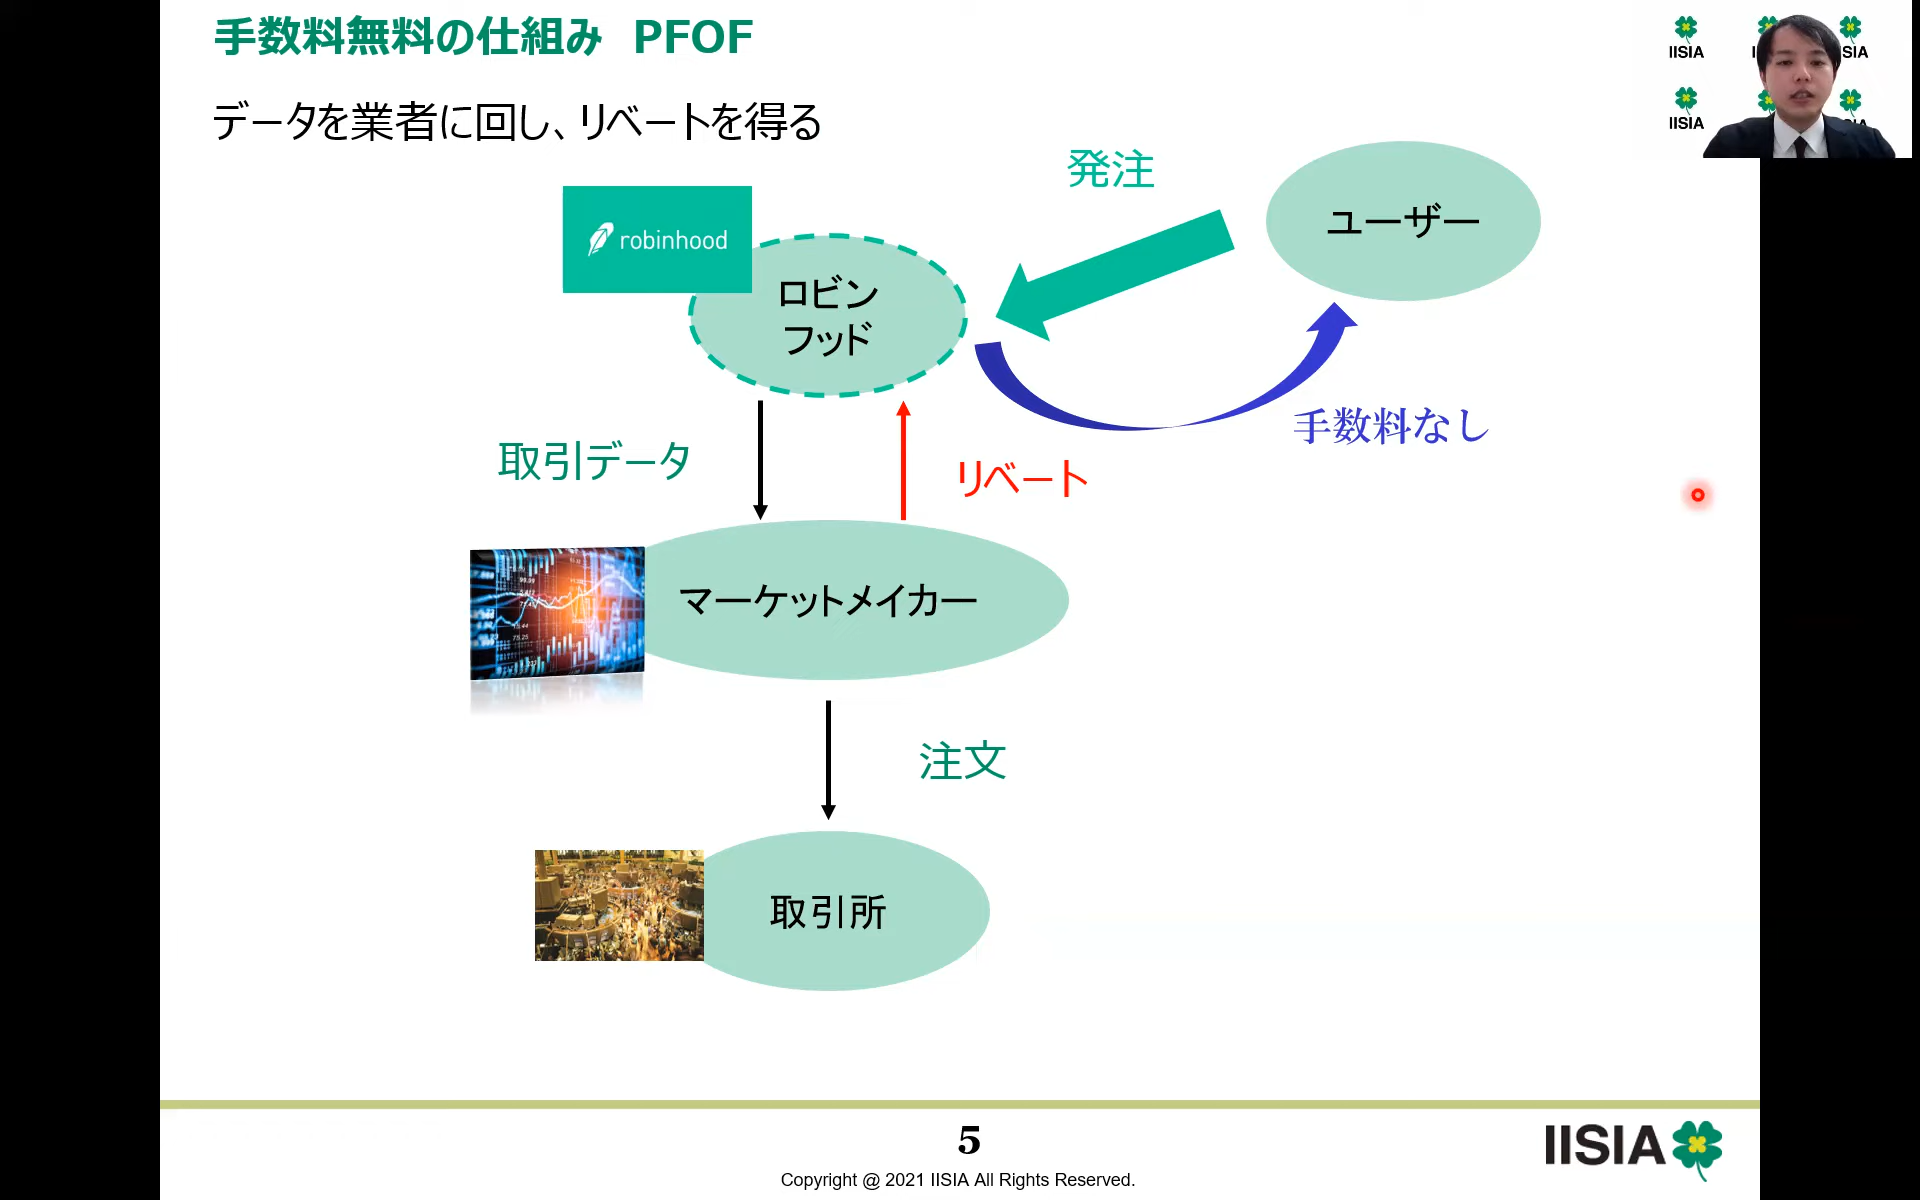 手数料無料の仕組み PFOF
データを業者に回し、リベートを得る
IISIA
IISIA
IISIA
発注
ユーザー
robinhood
ロビン
フッド
手数料なし
取引データ
リベート
マーケットメイカー
注文
取引所
5
IISIA
Copyright @ 2021 IISIA All Rights Reserved.